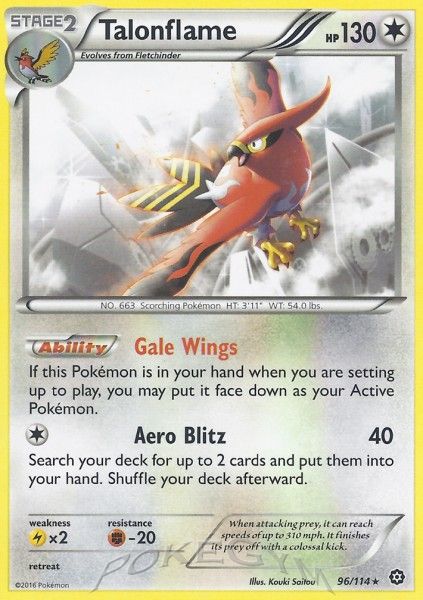 STAGE2
Talonflame
HP130
Evolves from Fletchinder
NO. 663 Scorching Pokémon HT: 3'11" WT: 54.0 lbs.
Ability Gale Wings
If this Pokémon is in your hand when you are setting
up to play, you may put it face down as your Active
Pokémon.
Aero Blitz 40
Search your deck for up to 2 cards and put them into
your hand. Shuffle your deck afterward.
weakness resistance
×2 -20
retreat
When attacking prey, it can reach
speeds of up to 310 mph. It finishes
its prey off with a colossal kick.
POKEGYM
©2016 Pokémon
Illus. Kouki Saitou
96/114★